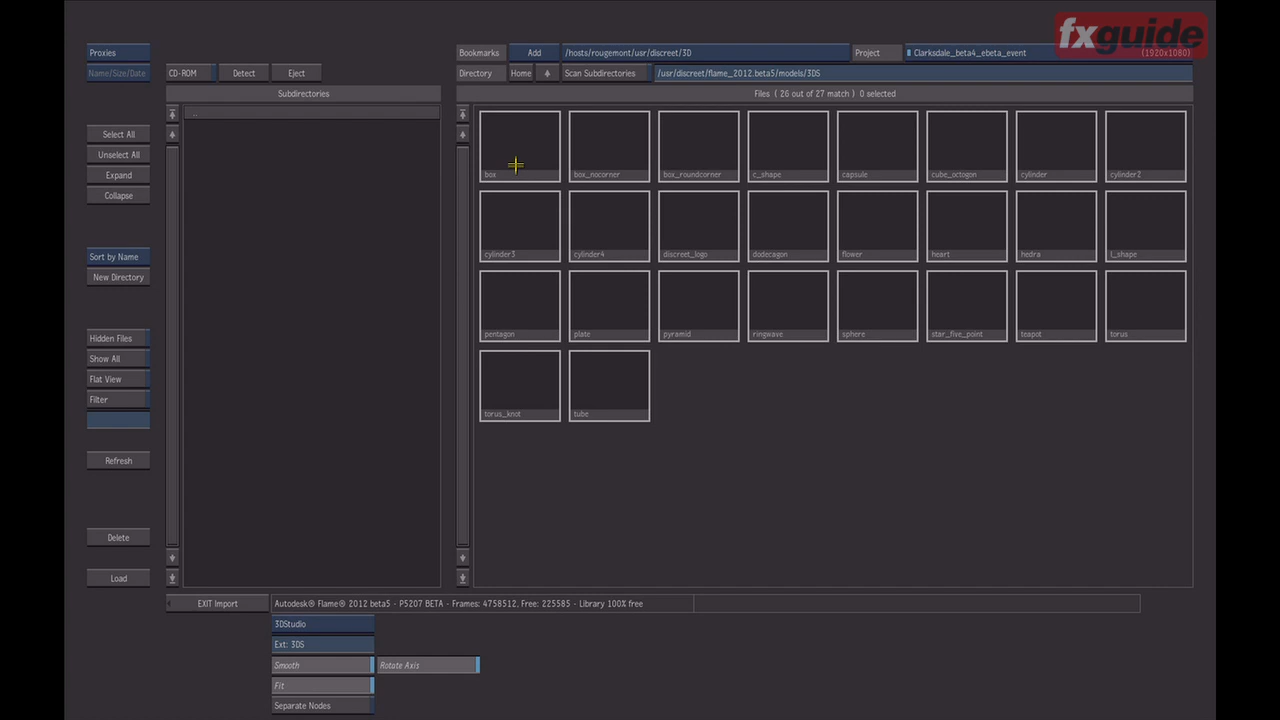 fxguide
Proxies
Bookmarks
Add
/hosts/rougemont/usr/discreet/3D
Project
Clarksdale_beta4_ebeta_event
(1920x1080)
Name/Size/Date
CD-ROM
Detect
Eject
Directory
Home
Scan Subdirectories
/usr/discreet/flame_2012.beta5/models/3DS
Subdirectories
Files ( 26 out of 27 match ) 0 selected
..
Select All
Unselect All
Expand
Collapse
Sort by Name
New Directory
Hidden Files
Show All
Flat View
Filter
Refresh
Delete
Load
box
box_nocorner
box_roundcorner
c_shape
capsule
cube_octogon
cylinder
cylinder2
cylinder3
cylinder4
discreet_logo
dodecagon
flower
heart
hedra
l_shape
pentagon
plate
pyramid
ringwave
sphere
star_five_point
teapot
torus
torus_knot
tube
EXIT Import
Autodesk® Flame® 2012 beta5 - P5207 BETA - Frames: 4758512, Free: 225585 - Library 100% free
3DStudio
Ext: 3DS
Smooth
Rotate Axis
Fit
Separate Nodes